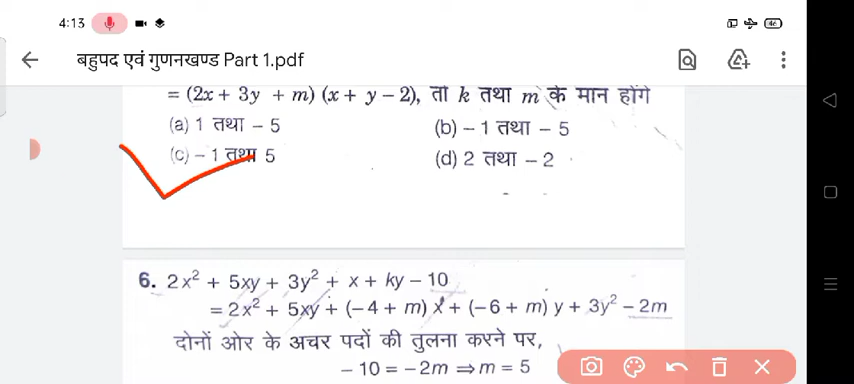 4:13
46
बहुपद एवं गुणनखण्ड Part 1.pdf
= (2x + 3y + m) (x + y – 2), तो k तथा m के मान होंगे
(a) 1 तथा – 5
(b) – 1 तथा – 5
(c) – 1 तथा 5
(d) 2 तथा – 2
6. 2x² + 5xy + 3y² + x + ky – 10
= 2x² + 5xy + (– 4 + m) x + (– 6 + m) y + 3y² – 2m
दोनों ओर के अचर पदों की तुलना करने पर,
– 10 = – 2m ⇒ m = 5